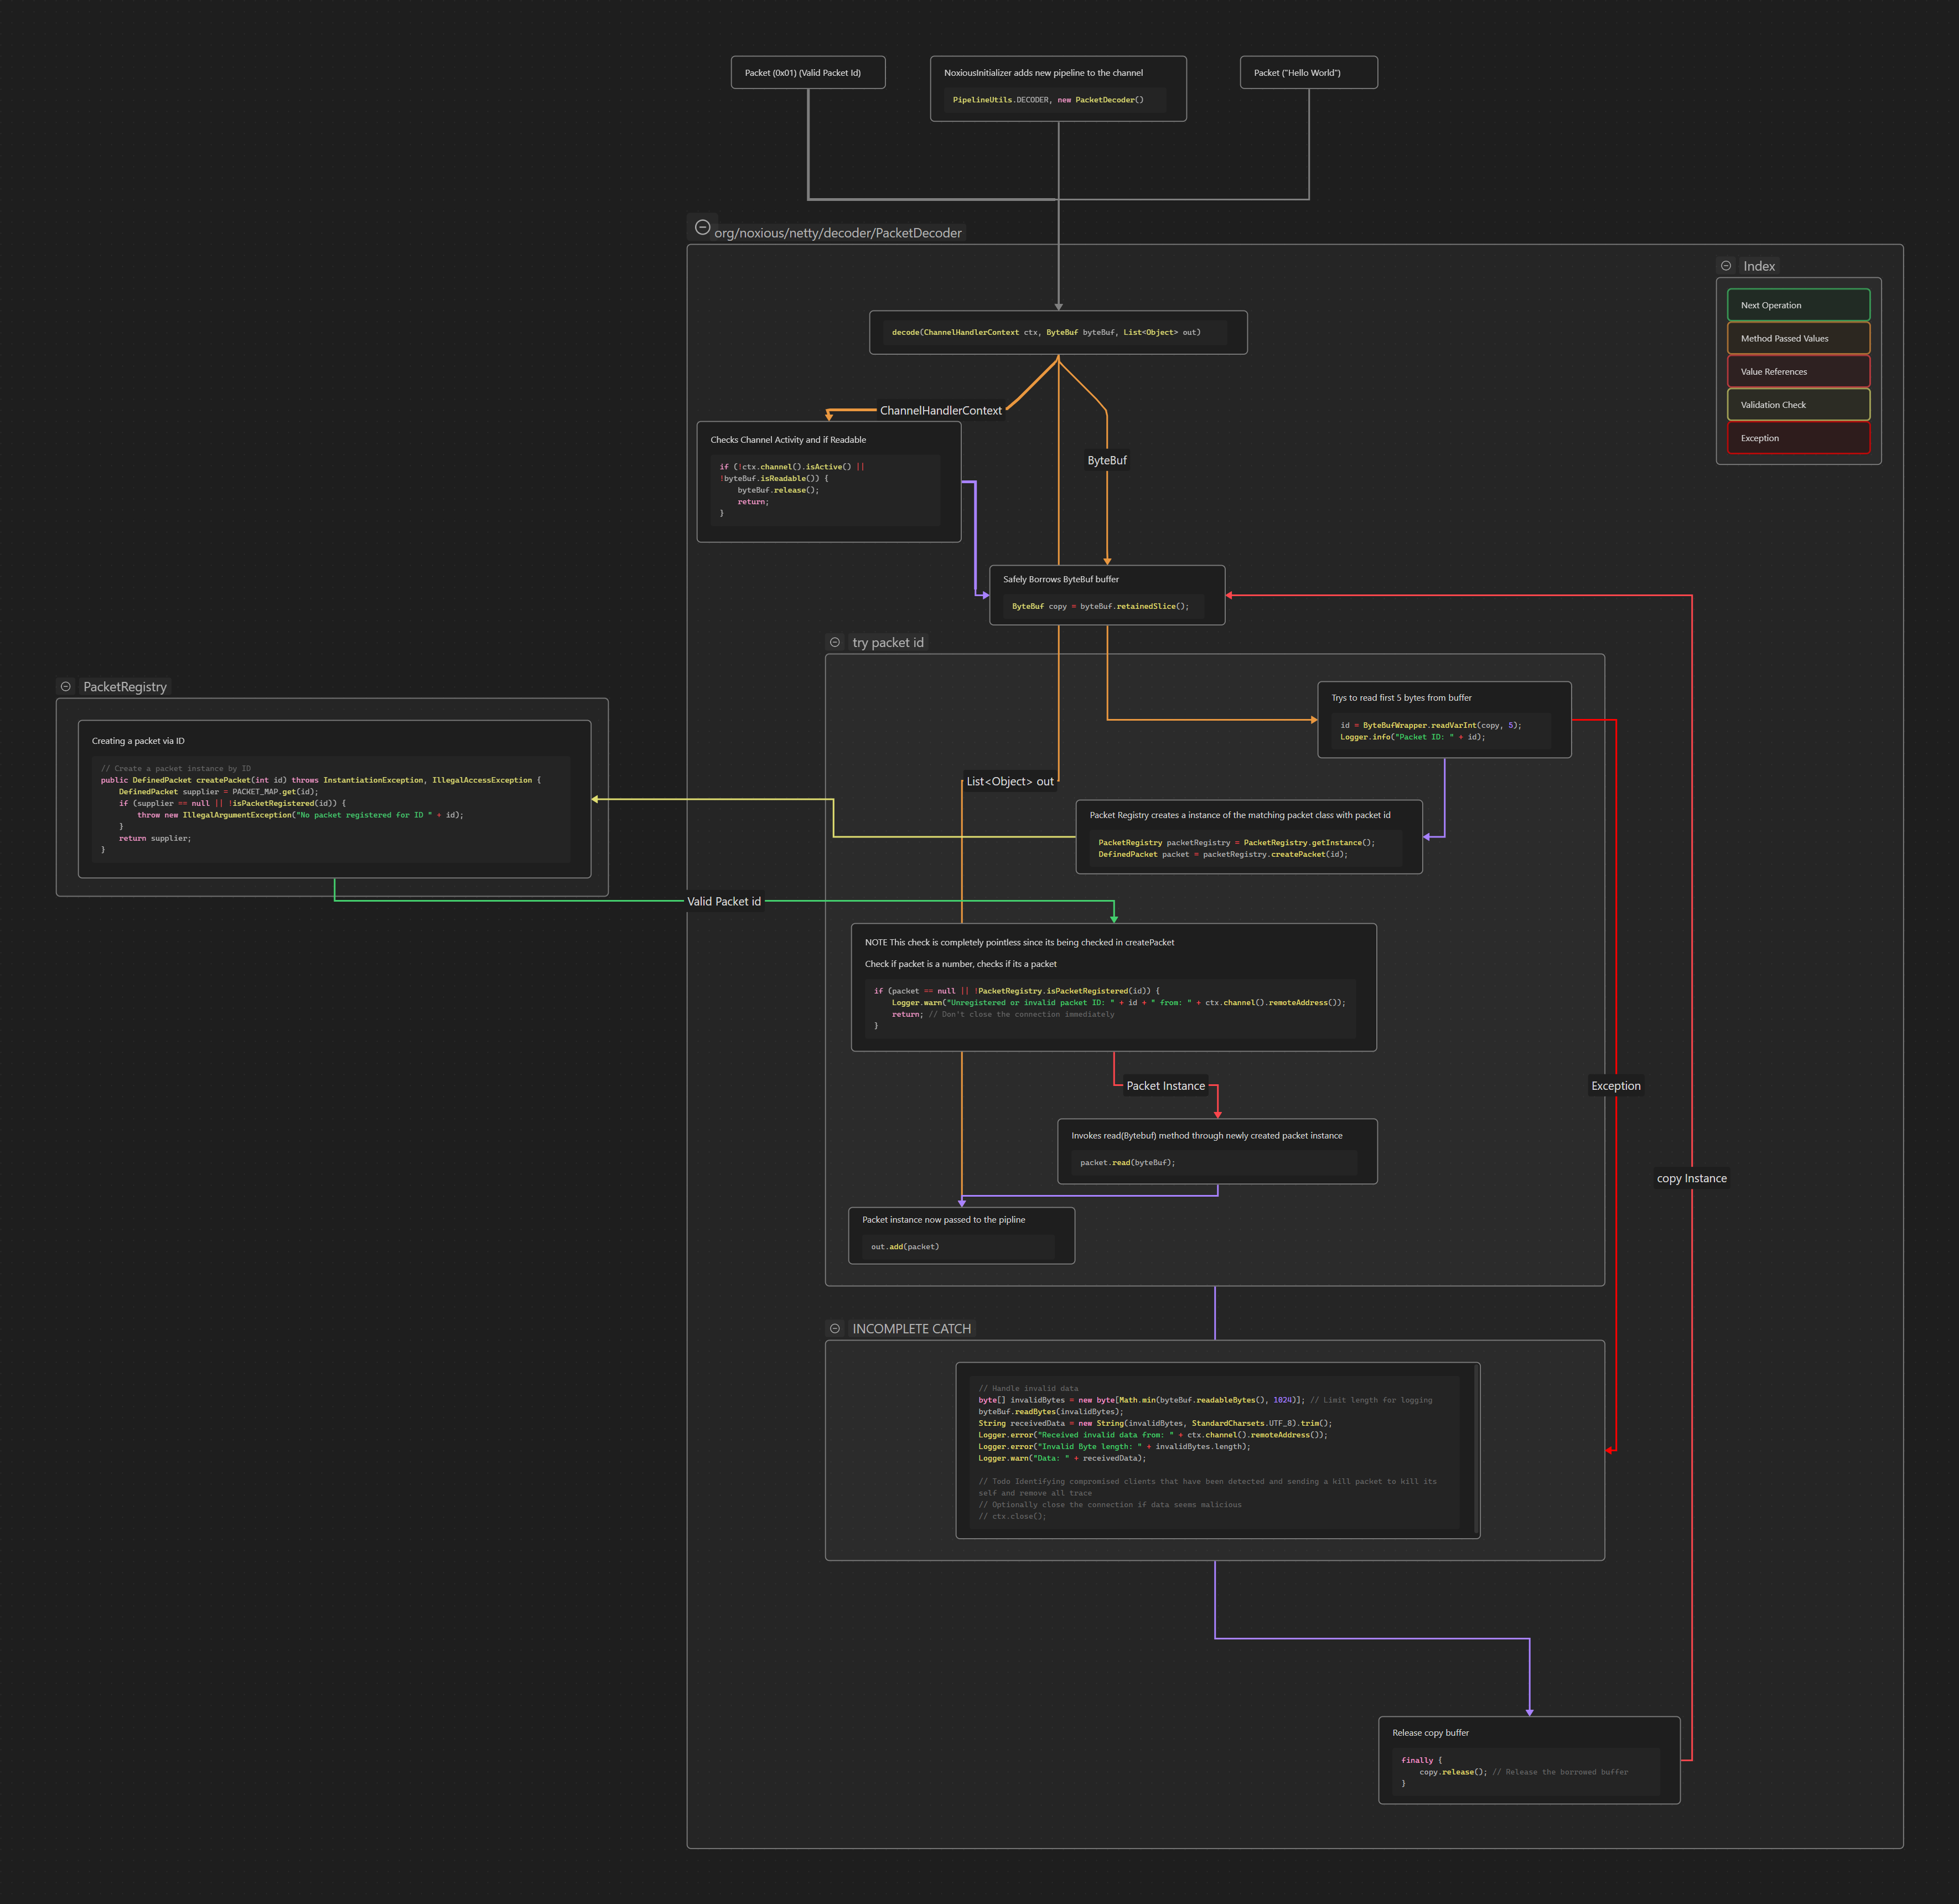 Packet (0x01) (Valid Packet Id)
NoxiousInitializer adds new pipeline to the channel
PipelineUtils.DECODER, new PacketDecoder()
Packet ("Hello World")
org/noxious/netty/decoder/PacketDecoder
Index
Next Operation
Method Passed Values
Value References
Validation Check
Exception
decode(ChannelHandlerContext ctx, ByteBuf byteBuf, List<Object> out)
ChannelHandlerContext
Checks Channel Activity and if Readable
if (!ctx.channel().isActive() ||
!byteBuf.isReadable()) {
byteBuf.release();
return;
}
ByteBuf
Safely Borrows ByteBuf buffer
ByteBuf copy = byteBuf.retainedSlice();
try packet id
Trys to read first 5 bytes from buffer
id = ByteBufWrapper.readVarInt(copy, 5);
Logger.info("Packet ID: " + id);
PacketRegistry
Creating a packet via ID
// Create a packet instance by ID
public DefinedPacket createPacket(int id) throws InstantiationException, IllegalAccessException {
DefinedPacket supplier = PACKET_MAP.get(id);
if (supplier == null || !isPacketRegistered(id)) {
throw new IllegalArgumentException("No packet registered for ID " + id);
}
return supplier;
}
List<Object> out
Packet Registry creates a instance of the matching packet class with packet id
PacketRegistry packetRegistry = PacketRegistry.getInstance();
DefinedPacket packet = packetRegistry.createPacket(id);
Valid Packet id
NOTE This check is completely pointless since its being checked in createPacket
Check if packet is a number, checks if its a packet
if (packet == null || !PacketRegistry.isPacketRegistered(id)) {
Logger.warn("Unregistered or invalid packet ID: " + id + " from: " + ctx.channel().remoteAddress());
return; // Don't close the connection immediately
}
Packet Instance
Exception
Invokes read(Bytebuf) method through newly created packet instance
packet.read(byteBuf);
copy Instance
Packet instance now passed to the pipline
out.add(packet)
INCOMPLETE CATCH
// Handle invalid data
byte[] invalidBytes = new byte[Math.min(byteBuf.readableBytes(), 1024)]; // Limit length for logging
byteBuf.readBytes(invalidBytes);
String receivedData = new String(invalidBytes, StandardCharsets.UTF_8).trim();
Logger.error("Received invalid data from: " + ctx.channel().remoteAddress());
Logger.error("Invalid Byte length: " + invalidBytes.length);
Logger.warn("Data: " + receivedData);
// Todo Identifying compromised clients that have been detected and sending a kill packet to kill its
self and remove all trace
// Optionally close the connection if data seems malicious
// ctx.close();
Release copy buffer
finally {
copy.release(); // Release the borrowed buffer
}